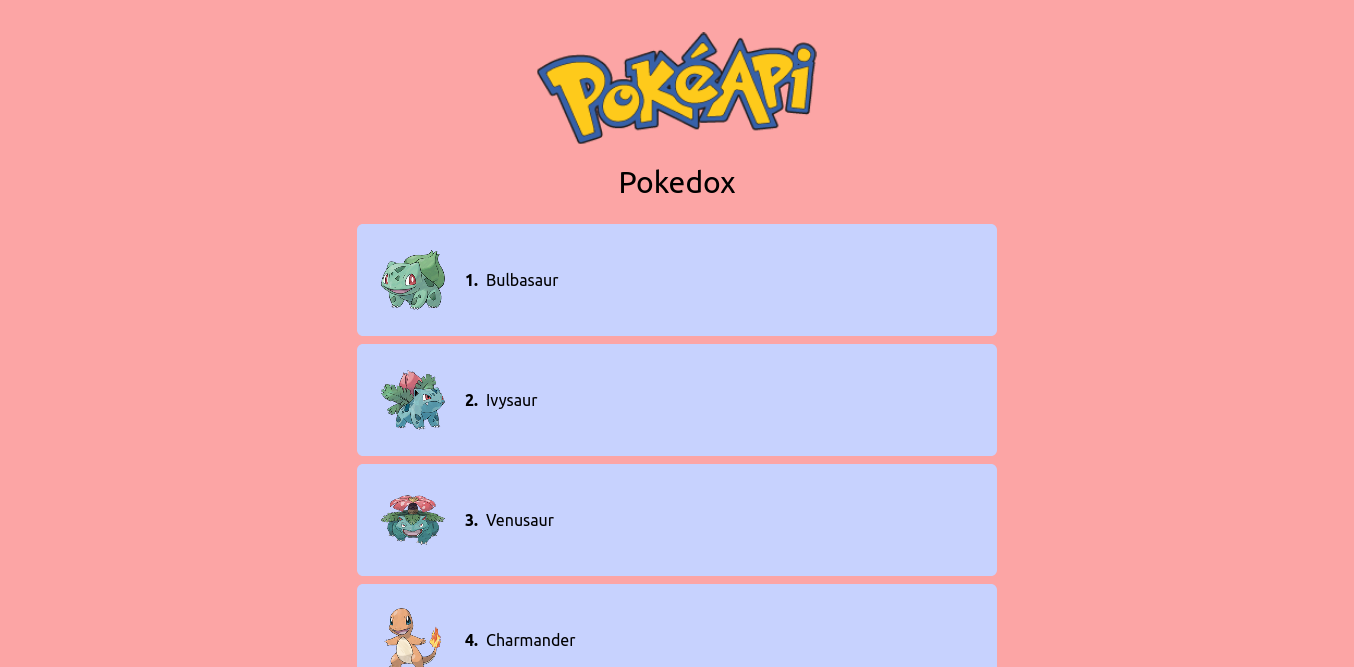 PokéApi
Pokedox
1. Bulbasaur
2. Ivysaur
3. Venusaur
4. Charmander